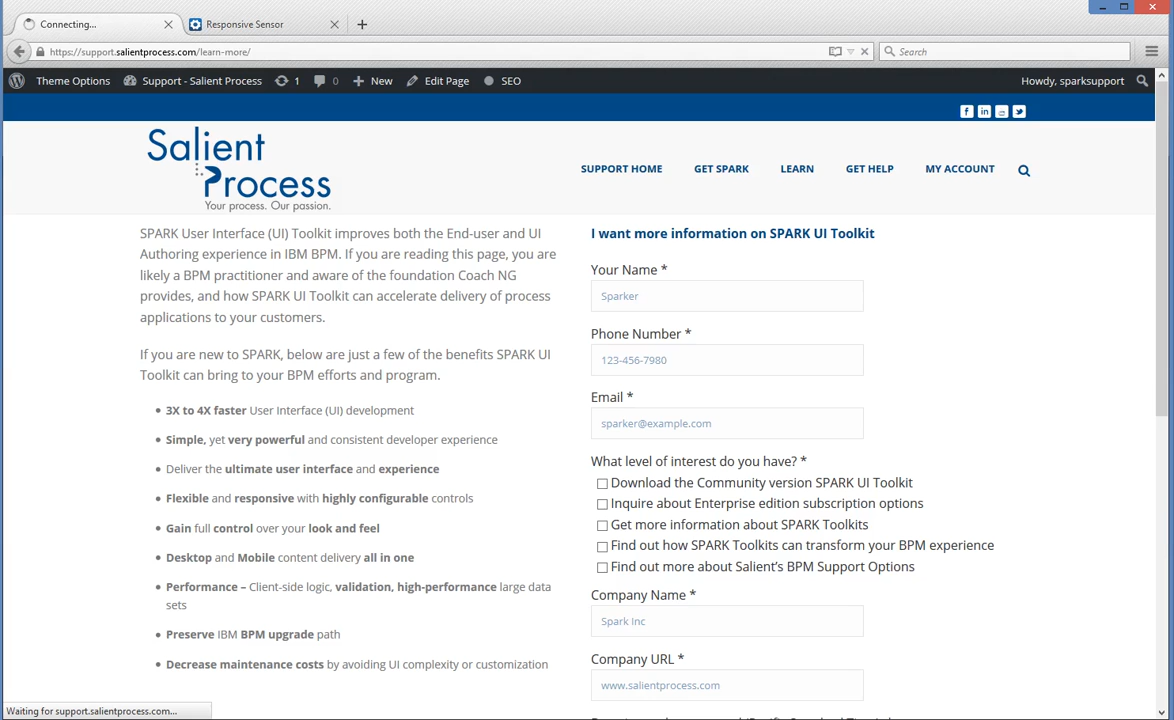 Connecting...
Responsive Sensor
https://support.salientprocess.com/learn-more/
Search
Theme Options
Support - Salient Process
1
0
New
Edit Page
SEO
Howdy, sparksupport
Salient
Process
Your process. Our passion.
SUPPORT HOME
GET SPARK
LEARN
GET HELP
MY ACCOUNT
SPARK User Interface (UI) Toolkit improves both the End-user and UI
Authoring experience in IBM BPM. If you are reading this page, you are
likely a BPM practitioner and aware of the foundation Coach NG
provides, and how SPARK UI Toolkit can accelerate delivery of process
applications to your customers.
If you are new to SPARK, below are just a few of the benefits SPARK UI
Toolkit can bring to your BPM efforts and program.
• 3X to 4X faster User Interface (UI) development
• Simple, yet very powerful and consistent developer experience
• Deliver the ultimate user interface and experience
• Flexible and responsive with highly configurable controls
• Gain full control over your look and feel
• Desktop and Mobile content delivery all in one
• Performance – Client-side logic, validation, high-performance large data
sets
• Preserve IBM BPM upgrade path
• Decrease maintenance costs by avoiding UI complexity or customization
I want more information on SPARK UI Toolkit
Your Name *
Sparker
Phone Number *
123-456-7980
Email *
sparker@example.com
What level of interest do you have? *
Download the Community version SPARK UI Toolkit
Inquire about Enterprise edition subscription options
Get more information about SPARK Toolkits
Find out how SPARK Toolkits can transform your BPM experience
Find out more about Salient's BPM Support Options
Company Name *
Spark Inc
Company URL *
www.salientprocess.com
Waiting for support.salientprocess.com...